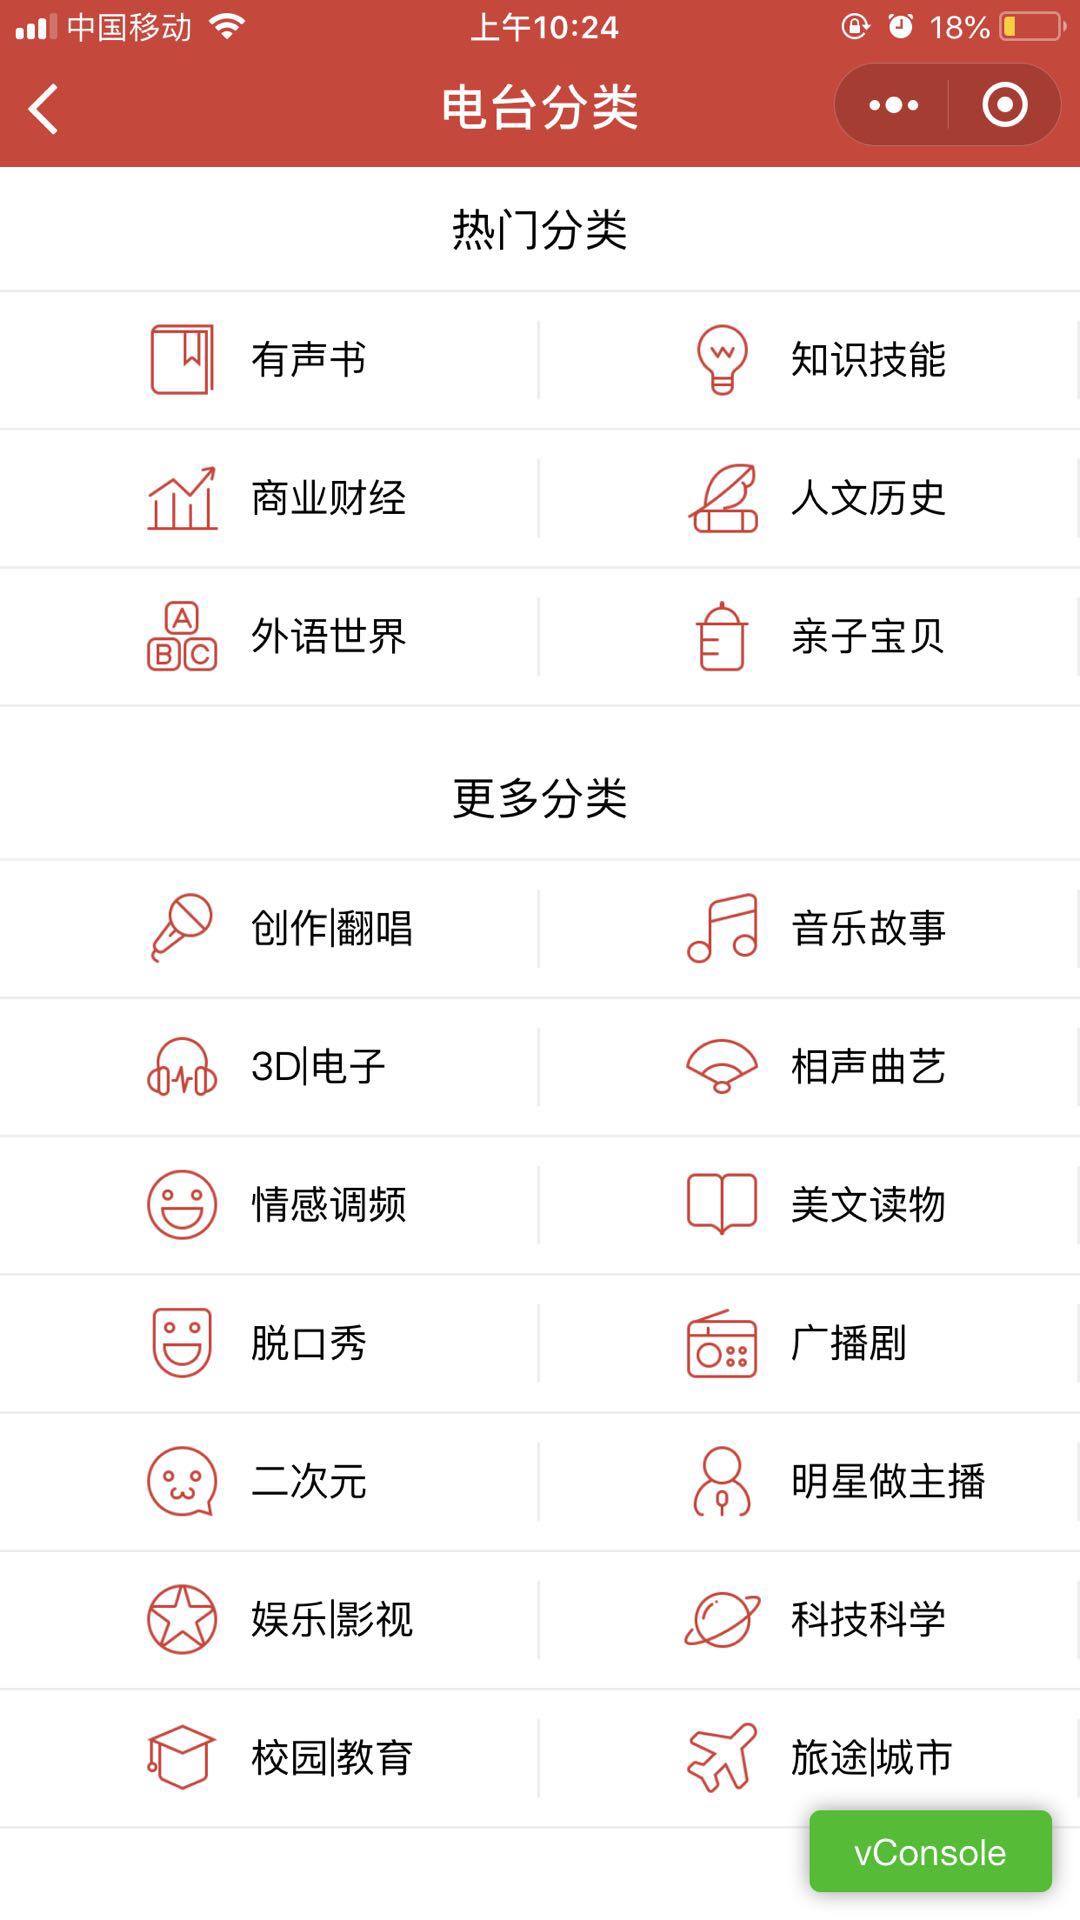 中国移动 上午10:24 18%
电台分类
热门分类
有声书 知识技能
商业财经 人文历史
A
B C
外语世界 亲子宝贝
更多分类
创作|翻唱 音乐故事
3D|电子 相声曲艺
情感调频 美文读物
脱口秀 广播剧
二次元 明星做主播
娱乐|影视 科技科学
校园|教育 旅途|城市
vConsole